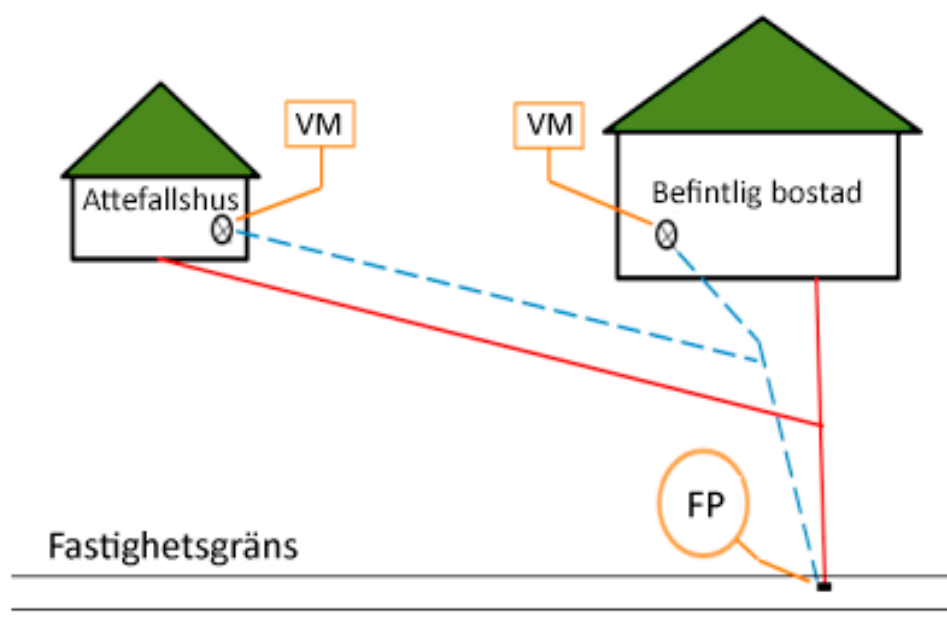 VM
VM
Attefallshus
Befintlig bostad
FP
Fastighetsgräns